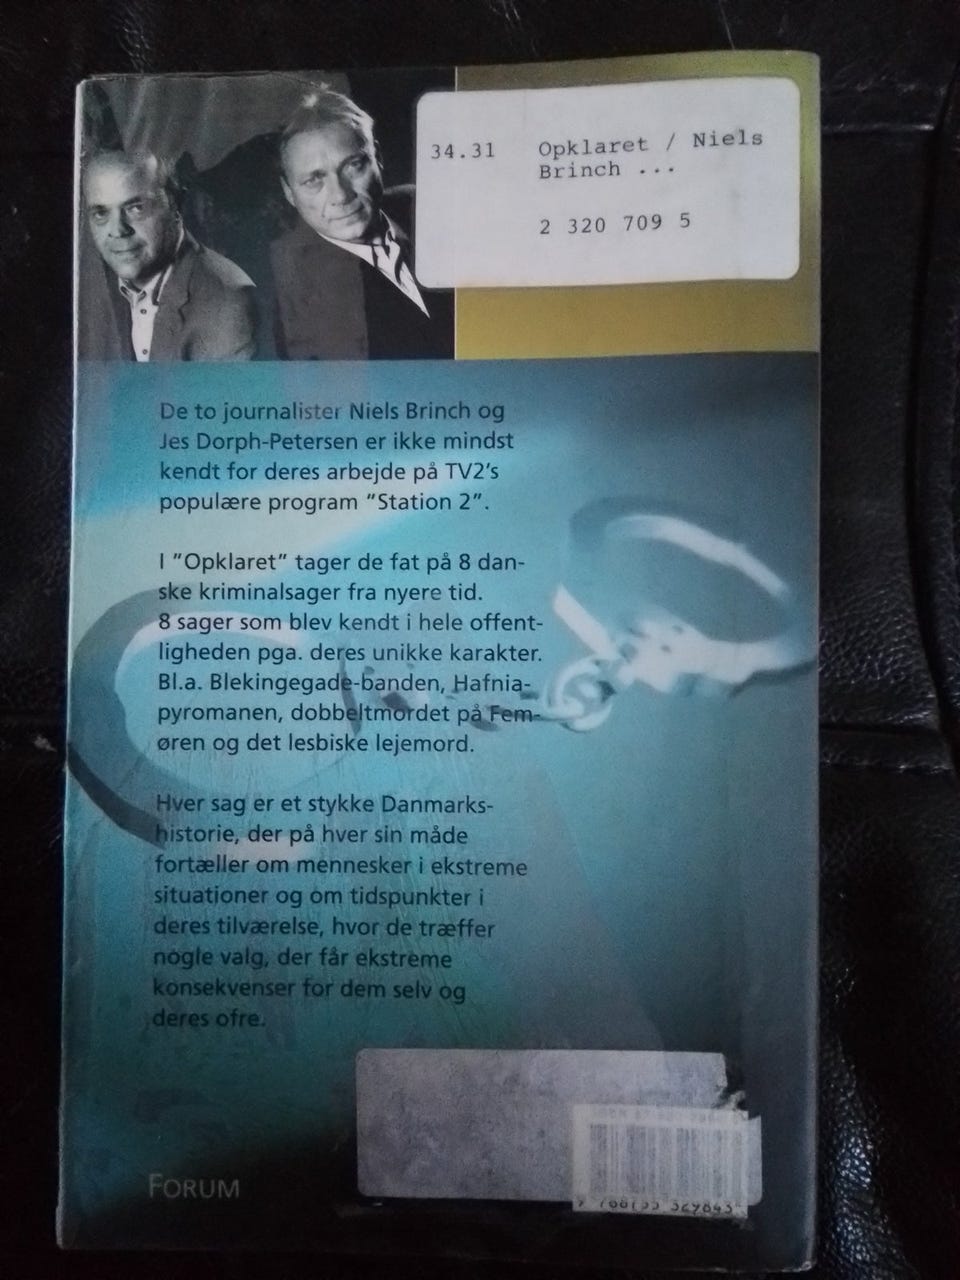 34.31 Opklaret / Niels
Brinch ...
2 320 709 5
De to journalister Niels Brinch og
Jes Dorph-Petersen er ikke mindst
kendt for deres arbejde på TV2's
populære program "Station 2".
I "Opklaret" tager de fat på 8 dan-
ske kriminalsager fra nyere tid.
8 sager som blev kendt i hele offent-
ligheden pga. deres unikke karakter.
Bl.a. Blekingegade-banden, Hafnia-
pyromanen, dobbeltmordet på Fem-
øren og det lesbiske lejemord.
Hver sag er et stykke Danmarks-
historie, der på hver sin måde
fortæller om mennesker i ekstreme
situationer og om tidspunkter i
deres tilværelse, hvor de træffer
nogle valg, der får ekstreme
konsekvenser for dem selv og
deres ofre.
FORUM